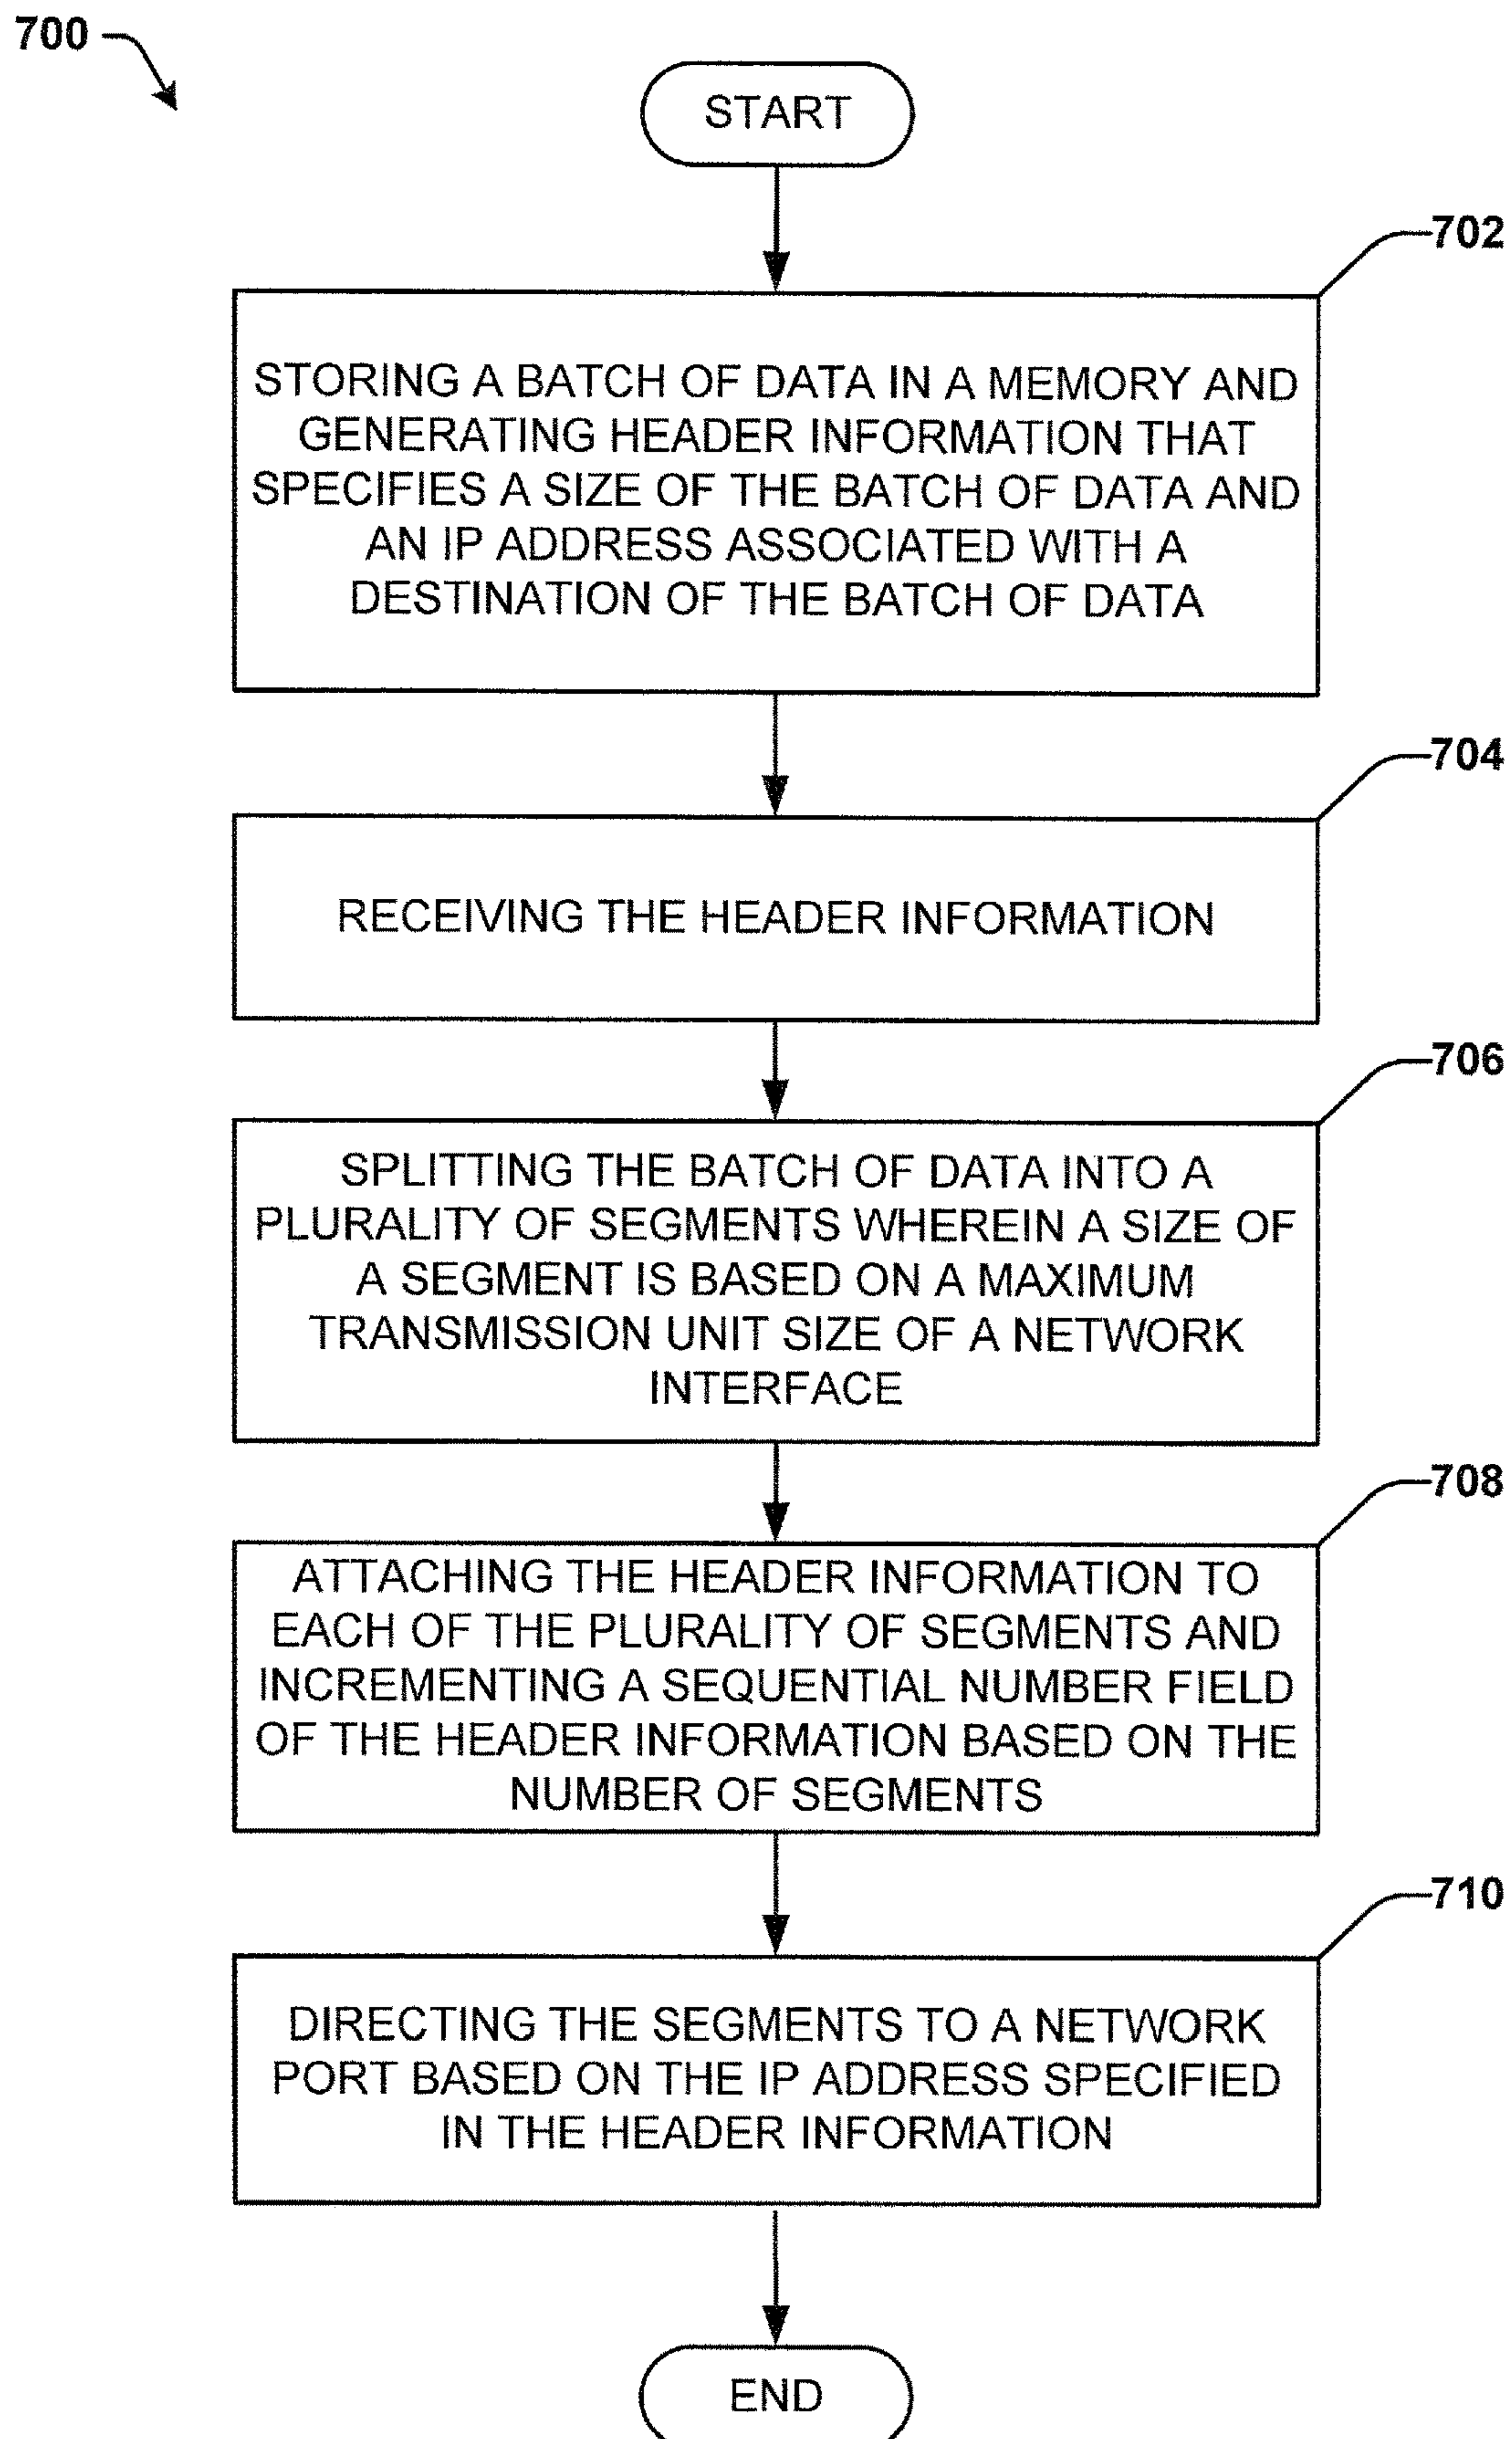 700
START
702
STORING A BATCH OF DATA IN A MEMORY AND
GENERATING HEADER INFORMATION THAT
SPECIFIES A SIZE OF THE BATCH OF DATA AND
AN IP ADDRESS ASSOCIATED WITH A
DESTINATION OF THE BATCH OF DATA
704
RECEIVING THE HEADER INFORMATION
706
SPLITTING THE BATCH OF DATA INTO A
PLURALITY OF SEGMENTS WHEREIN A SIZE OF
A SEGMENT IS BASED ON A MAXIMUM
TRANSMISSION UNIT SIZE OF A NETWORK
INTERFACE
708
ATTACHING THE HEADER INFORMATION TO
EACH OF THE PLURALITY OF SEGMENTS AND
INCREMENTING A SEQUENTIAL NUMBER FIELD
OF THE HEADER INFORMATION BASED ON THE
NUMBER OF SEGMENTS
710
DIRECTING THE SEGMENTS TO A NETWORK
PORT BASED ON THE IP ADDRESS SPECIFIED
IN THE HEADER INFORMATION
END